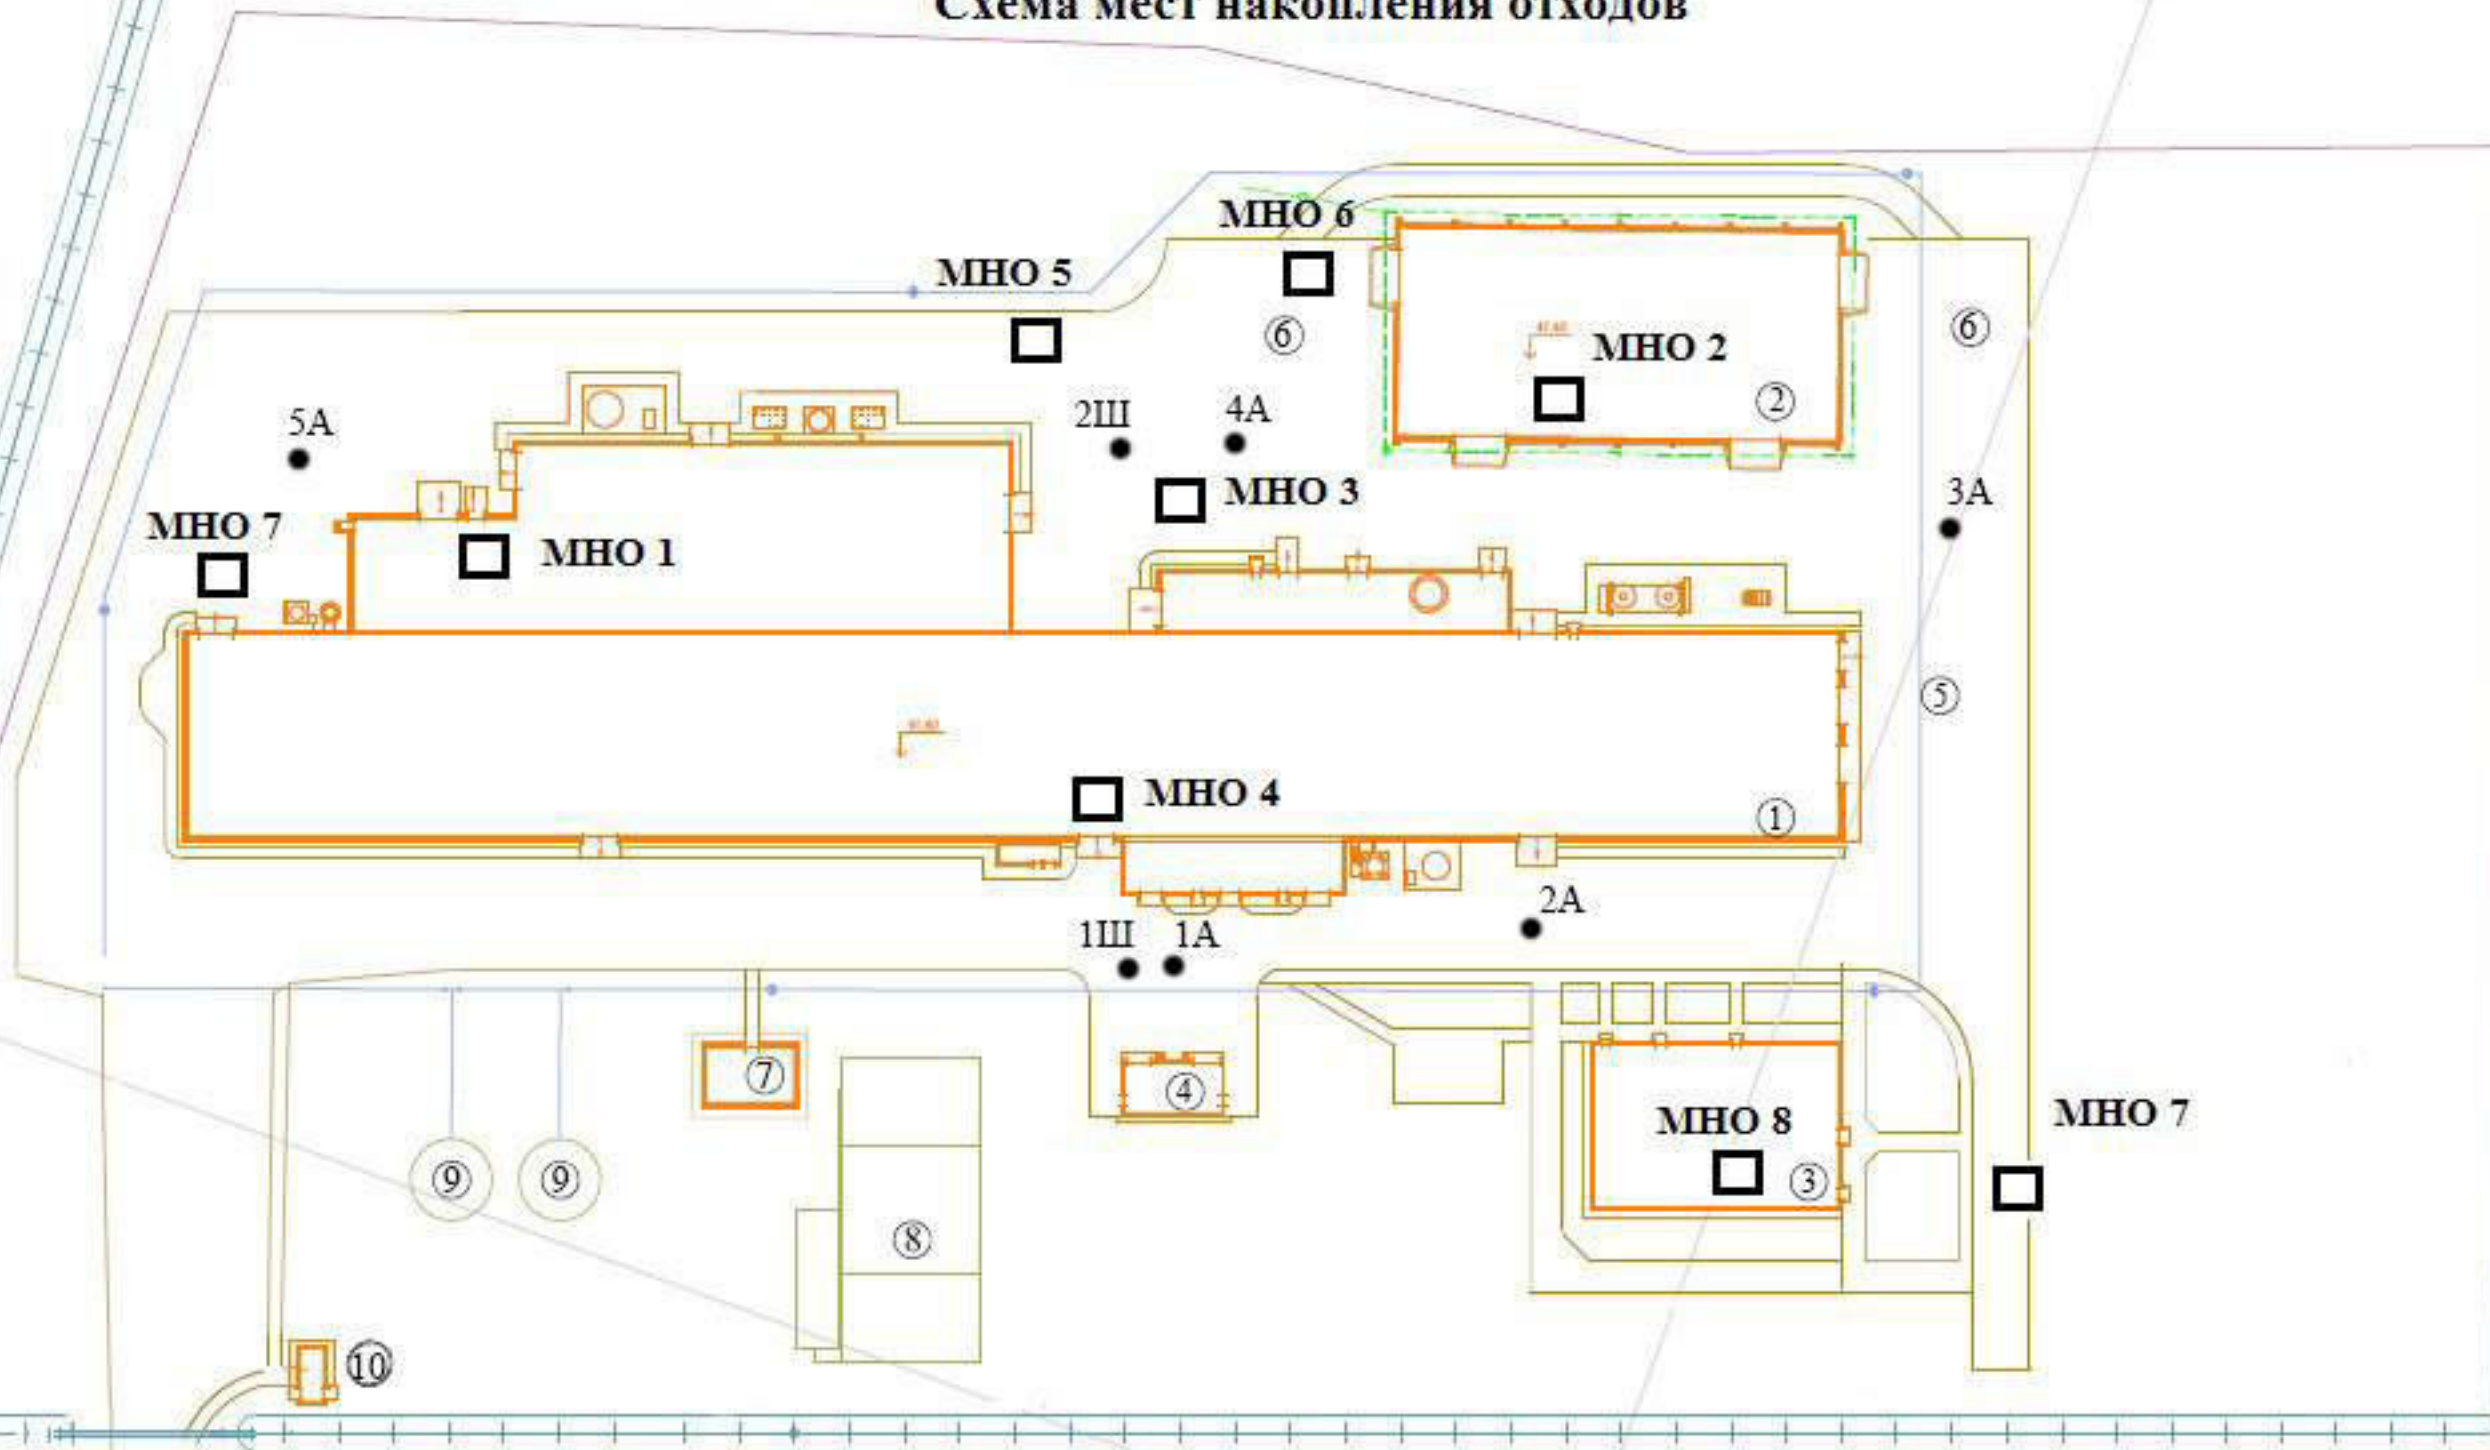 Схема мест накопления отходов
МНО 6
МНО 5
6
6
МНО 2
2
5А
2Ш
4А
МНО 3
3А
МНО 7
МНО 1
5
МНО 4
1
2А
1Ш
1А
7
4
МНО 7
МНО 8
3
9
9
8
10